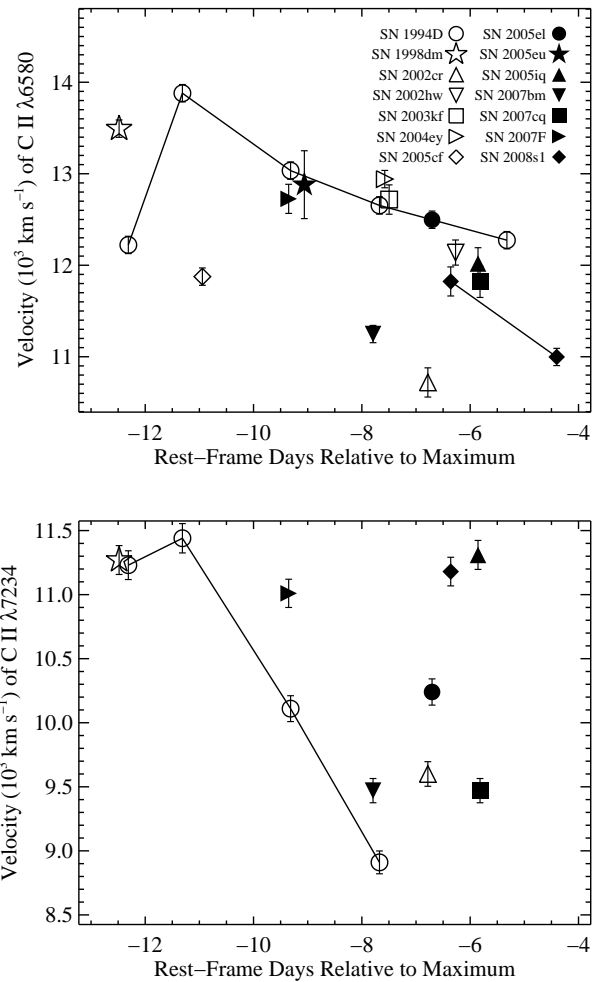 SN 1994D SN 2005el
SN 1998dm SN 2005eu
SN 2002cr SN 2005iq
SN 2002hw SN 2007bm
SN 2003kf SN 2007cq
SN 2004ey SN 2007F
SN 2005cf SN 2008s1
14
13
12
11
Velocity (10³ km s⁻¹) of C II λ6580
−12 −10 −8 −6 −4
Rest−Frame Days Relative to Maximum
11.5
11.0
10.5
10.0
9.5
9.0
8.5
Velocity (10³ km s⁻¹) of C II λ7234
−12 −10 −8 −6 −4
Rest−Frame Days Relative to Maximum